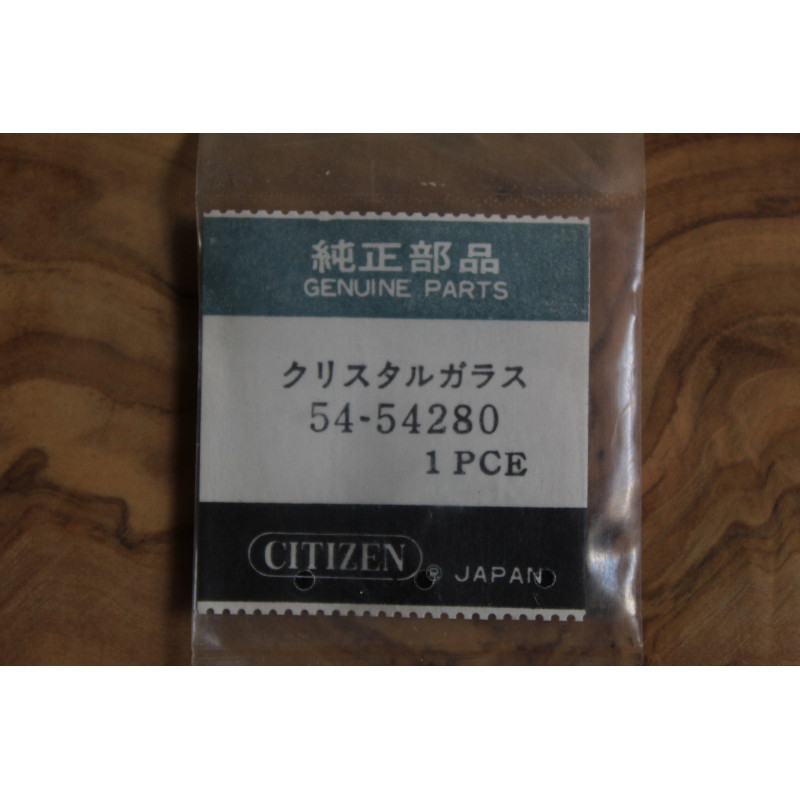 純正部品
GENUINE PARTS
クリスタルガラス
54-54280
1 PCE
CITIZEN ® JAPAN